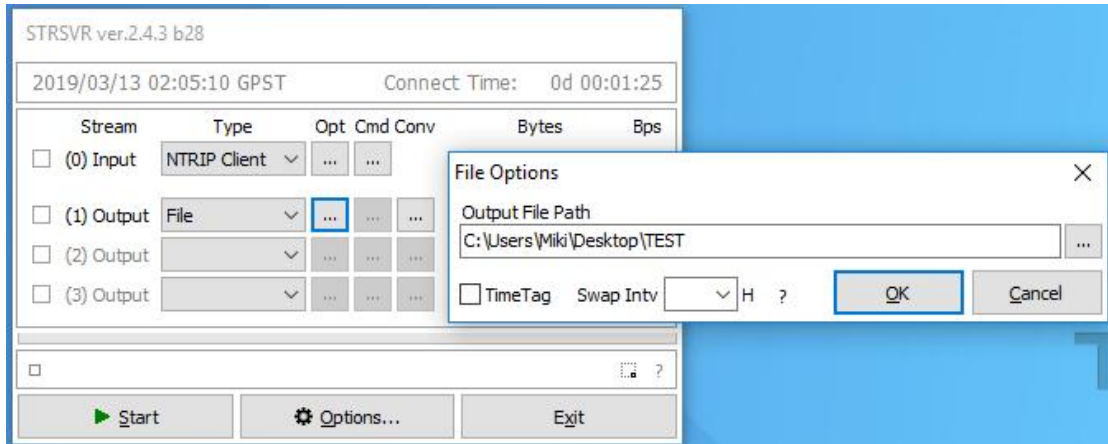 STRSVR ver.2.4.3 b28
2019/03/13 02:05:10 GPST Connect Time: 0d 00:01:25
Stream Type Opt Cmd Conv Bytes Bps
(0) Input NTRIP Client ... ...
(1) Output File ... ... ...
(2) Output ... ... ...
(3) Output ... ... ...
?
Start Options... Exit
File Options
Output File Path
C:\Users\Miki\Desktop\TEST ...
TimeTag Swap Intv H ? OK Cancel